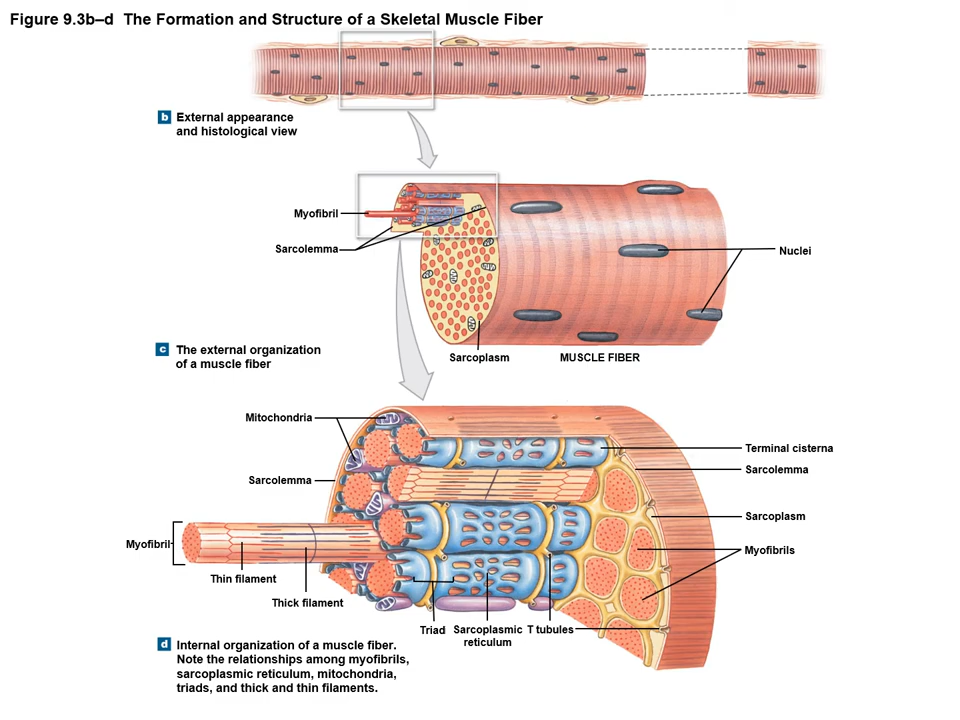 Figure 9.3b–d The Formation and Structure of a Skeletal Muscle Fiber
b External appearance
and histological view
Myofibril
Sarcolemma
Nuclei
Sarcoplasm
MUSCLE FIBER
c The external organization
of a muscle fiber
Mitochondria
Terminal cisterna
Sarcolemma
Sarcolemma
Sarcoplasm
Myofibril
Myofibrils
Thin filament
Thick filament
Triad
Sarcoplasmic
reticulum
T tubules
d Internal organization of a muscle fiber.
Note the relationships among myofibrils,
sarcoplasmic reticulum, mitochondria,
triads, and thick and thin filaments.